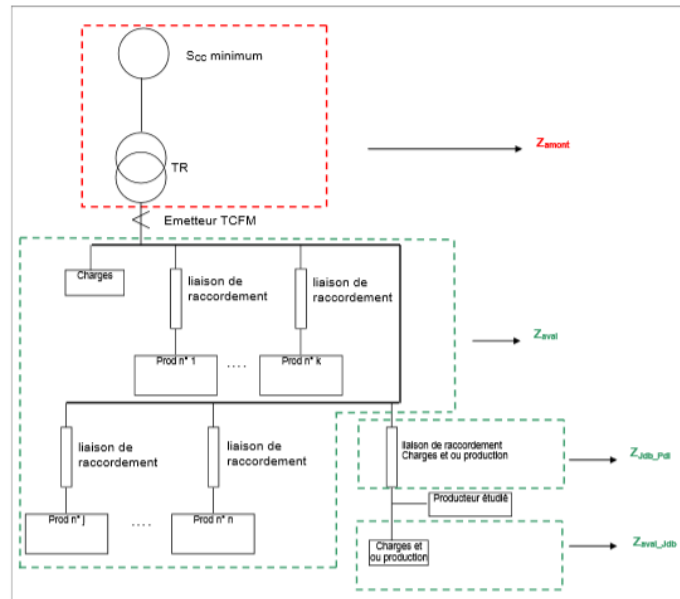 Scc minimum
Zamont
TR
Emetteur TCFM
Charges
liaison de
raccordement
liaison de
raccordement
Zaval
Prod n° 1
....
Prod n° k
liaison de
raccordement
liaison de
raccordement
liaison de raccordement
Charges et ou production
ZJdb_Pdl
Producteur étudié
Prod n° j
....
Prod n° n
Charges et
ou production
Zaval_Jdb